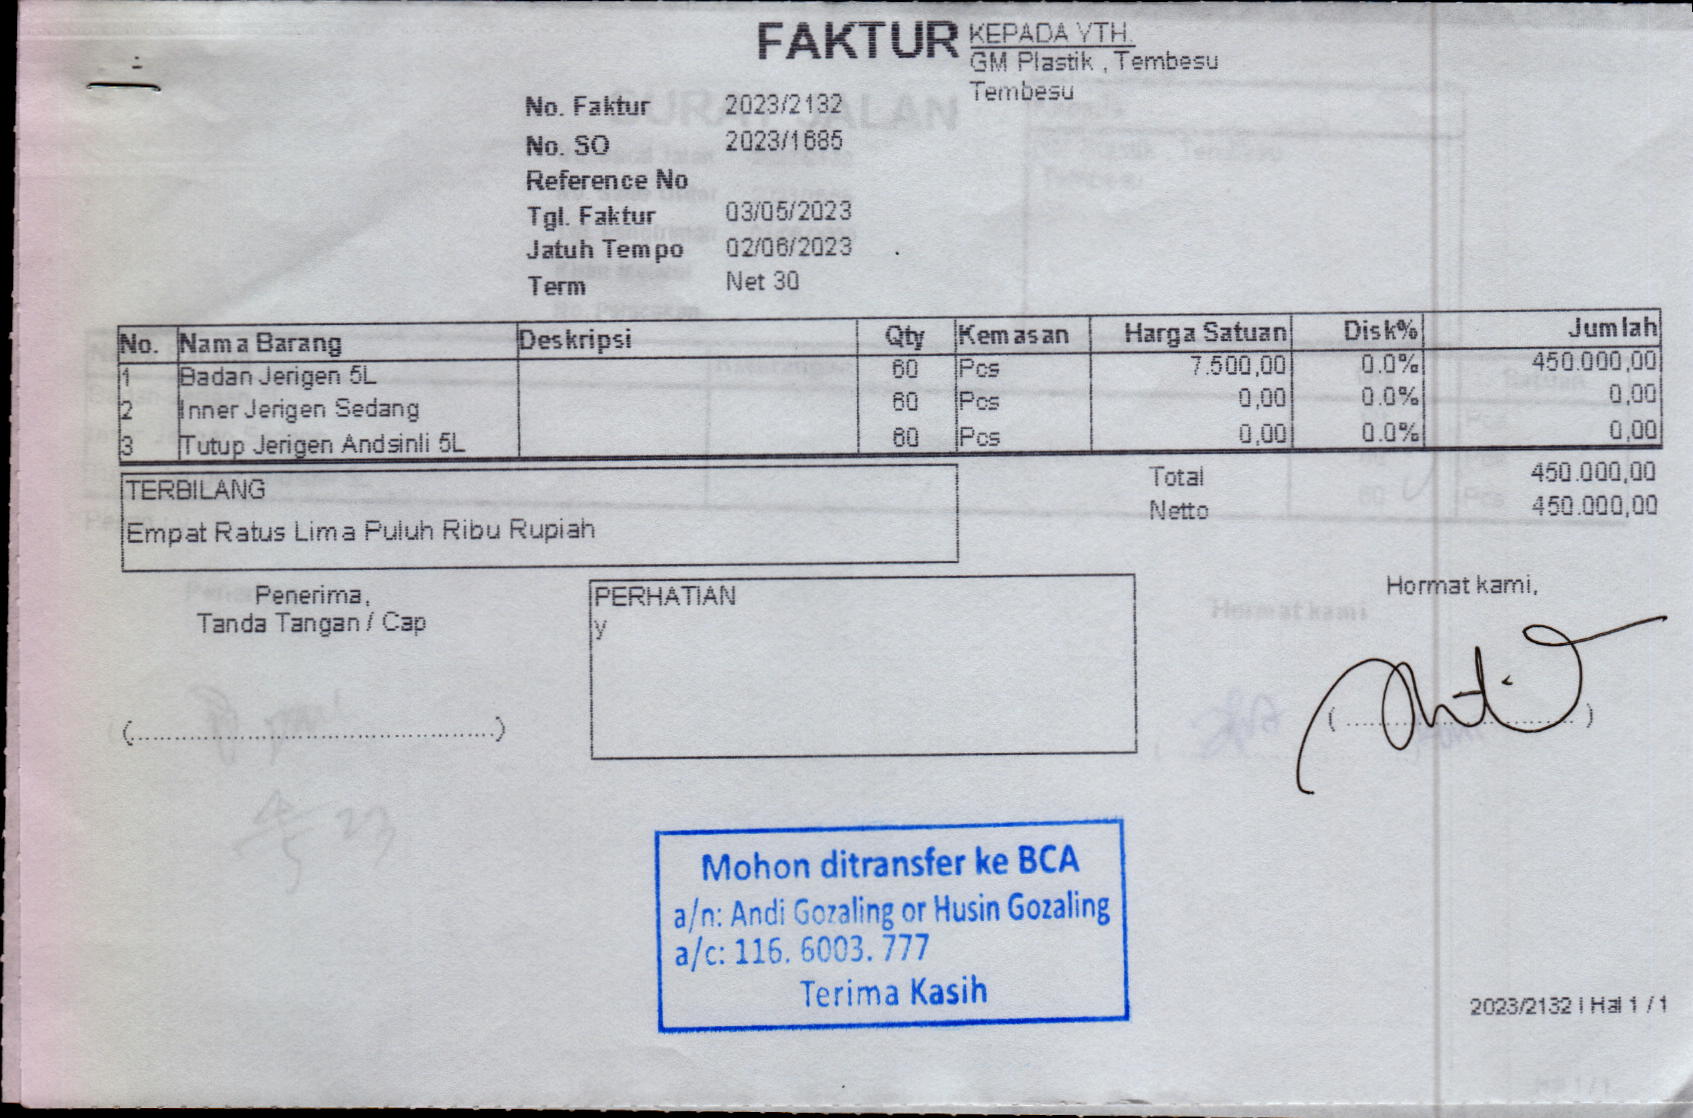 FAKTUR
KEPADA YTH.
GM Plastik , Tembesu
Tembesu
No. Faktur 2023/2132
No. SO 2023/1685
Reference No
Tgl. Faktur 03/05/2023
Jatuh Tempo 02/06/2023
Term Net 30
No. Nama Barang Deskripsi Qty Kemasan Harga Satuan Disk% Jumlah
1 Badan Jerigen 5L 60 Pcs 7.500,00 0.0% 450.000,00
2 Inner Jerigen Sedang 60 Pcs 0,00 0.0% 0,00
3 Tutup Jerigen Andsinli 5L 60 Pcs 0,00 0.0% 0,00
Total 450.000,00
Netto 450.000,00
TERBILANG
Empat Ratus Lima Puluh Ribu Rupiah
Penerima,
Tanda Tangan / Cap
(..............................................)
PERHATIAN
y
Hormat kami,
(..............................)
Mohon ditransfer ke BCA
a/n: Andi Gozaling or Husin Gozaling
a/c: 116. 6003. 777
Terima Kasih
2023/2132 | Hal 1 / 1
SURAT JALAN
Hormat kami